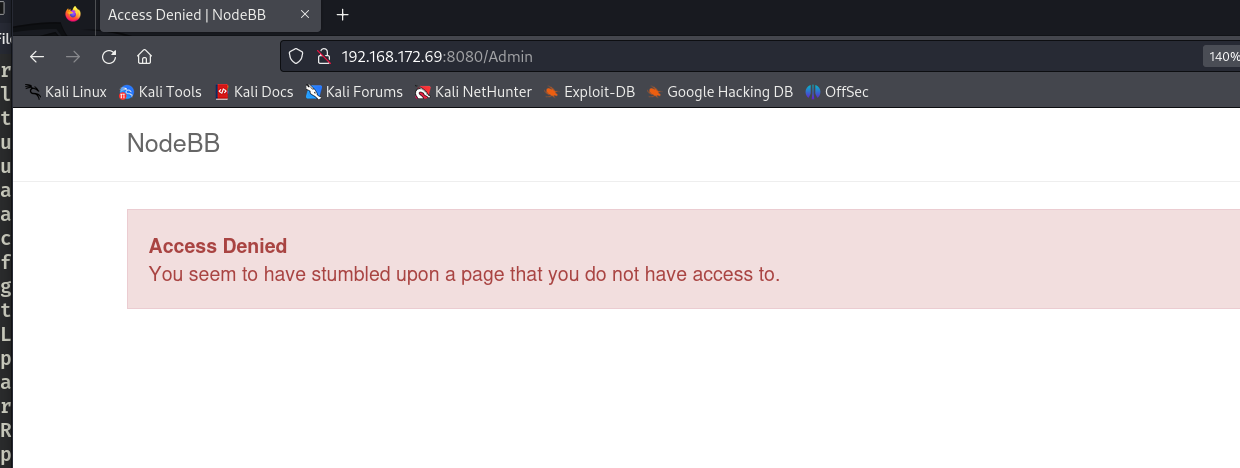 Access Denied | NodeBB
192.168.172.69:8080/Admin
140%
Kali Linux Kali Tools Kali Docs Kali Forums Kali NetHunter Exploit-DB Google Hacking DB OffSec
NodeBB
Access Denied
You seem to have stumbled upon a page that you do not have access to.